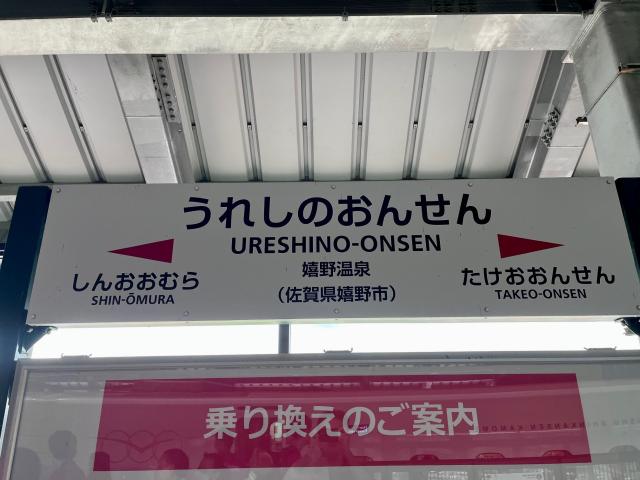 うれしのおんせん
URESHINO-ONSEN
嬉野温泉
（佐賀県嬉野市）
しんおおむら
SHIN-ŌMURA
たけおおんせん
TAKEO-ONSEN
乗り換えのご案内